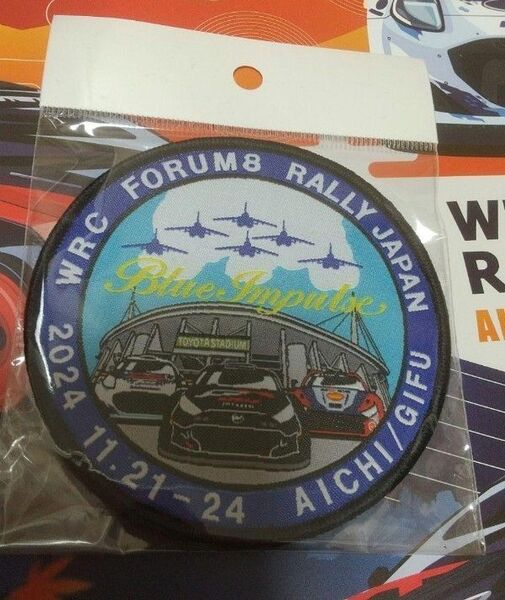 WRC FORUM8 RALLY JAPAN
Blue Impulse
TOYOTA STADIUM
2024 11.21-24 AICHI/GIFU